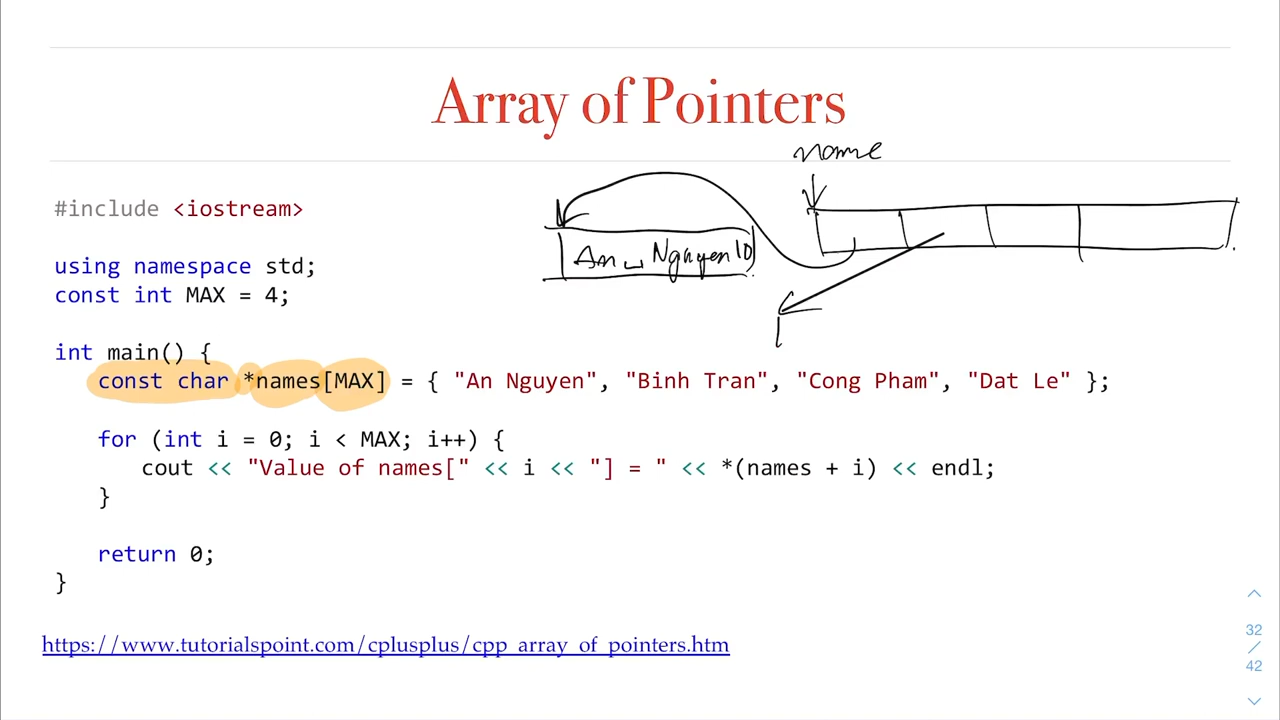 Array of Pointers
name
#include <iostream>
An␣Nguyen\0
using namespace std;
const int MAX = 4;
int main() {
const char *names[MAX] = { "An Nguyen", "Binh Tran", "Cong Pham", "Dat Le" };
for (int i = 0; i < MAX; i++) {
cout << "Value of names[" << i << "] = " << *(names + i) << endl;
}
return 0;
}
https://www.tutorialspoint.com/cplusplus/cpp_array_of_pointers.htm
32
/
42